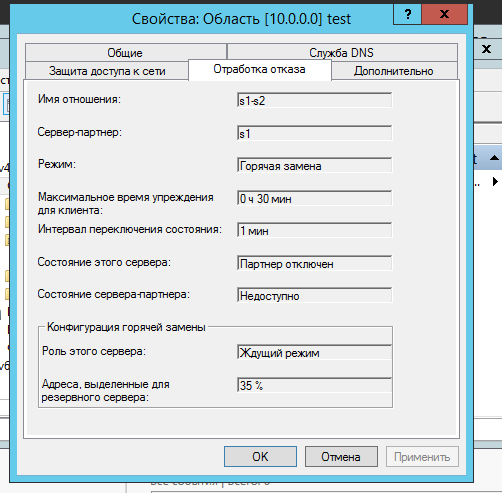 Свойства: Область [10.0.0.0] test
?
x
Общие
Служба DNS
Защита доступа к сети
Отработка отказа
Дополнительно
Имя отношения:
s1-s2
Сервер-партнер:
s1
Режим:
Горячая замена
Максимальное время упреждения
для клиента:
0 ч 30 мин
Интервал переключения состояния:
1 мин
Состояние этого сервера:
Партнер отключен
Состояние сервера-партнера:
Недоступно
Конфигурация горячей замены
Роль этого сервера:
Ждущий режим
Адреса, выделенные для
резервного сервера:
35 %
OK
Отмена
Применить